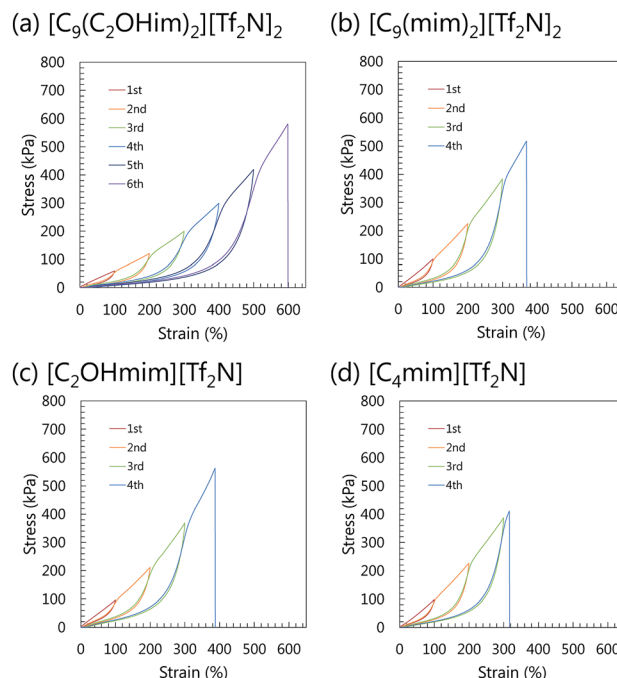 (a) [C₉(C₂OHim)₂][Tf₂N]₂
800
700
600
500
400
300
200
100
0
Stress (kPa)
1st
2nd
3rd
4th
5th
6th
0 100 200 300 400 500 600
Strain (%)
(b) [C₉(mim)₂][Tf₂N]₂
800
700
600
500
400
300
200
100
0
Stress (kPa)
1st
2nd
3rd
4th
0 100 200 300 400 500 600
Strain (%)
(c) [C₂OHmim][Tf₂N]
800
700
600
500
400
300
200
100
0
Stress (kPa)
1st
2nd
3rd
4th
0 100 200 300 400 500 600
Strain (%)
(d) [C₄mim][Tf₂N]
800
700
600
500
400
300
200
100
0
Stress (kPa)
1st
2nd
3rd
4th
0 100 200 300 400 500 600
Strain (%)